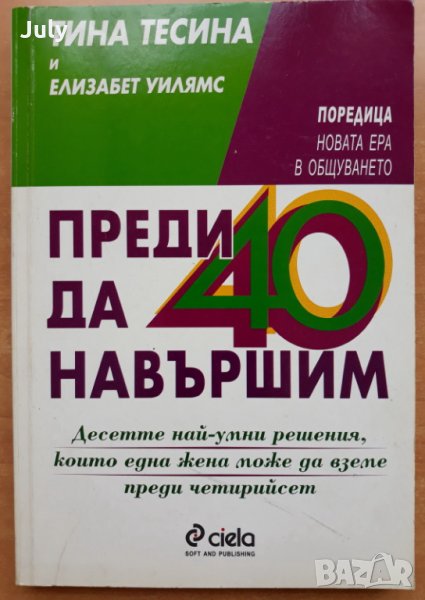 July
ТИНА ТЕСИНА
и
ЕЛИЗАБЕТ УИЛЯМС
ПОРЕДИЦА
НОВАТА ЕРА
В ОБЩУВАНЕТО
ПРЕДИ 40
ДА
НАВЪРШИМ
Десетте най-умни решения,
които една жена може да вземе
преди четирийсет
ciela
SOFT AND PUBLISHING
BAZAR